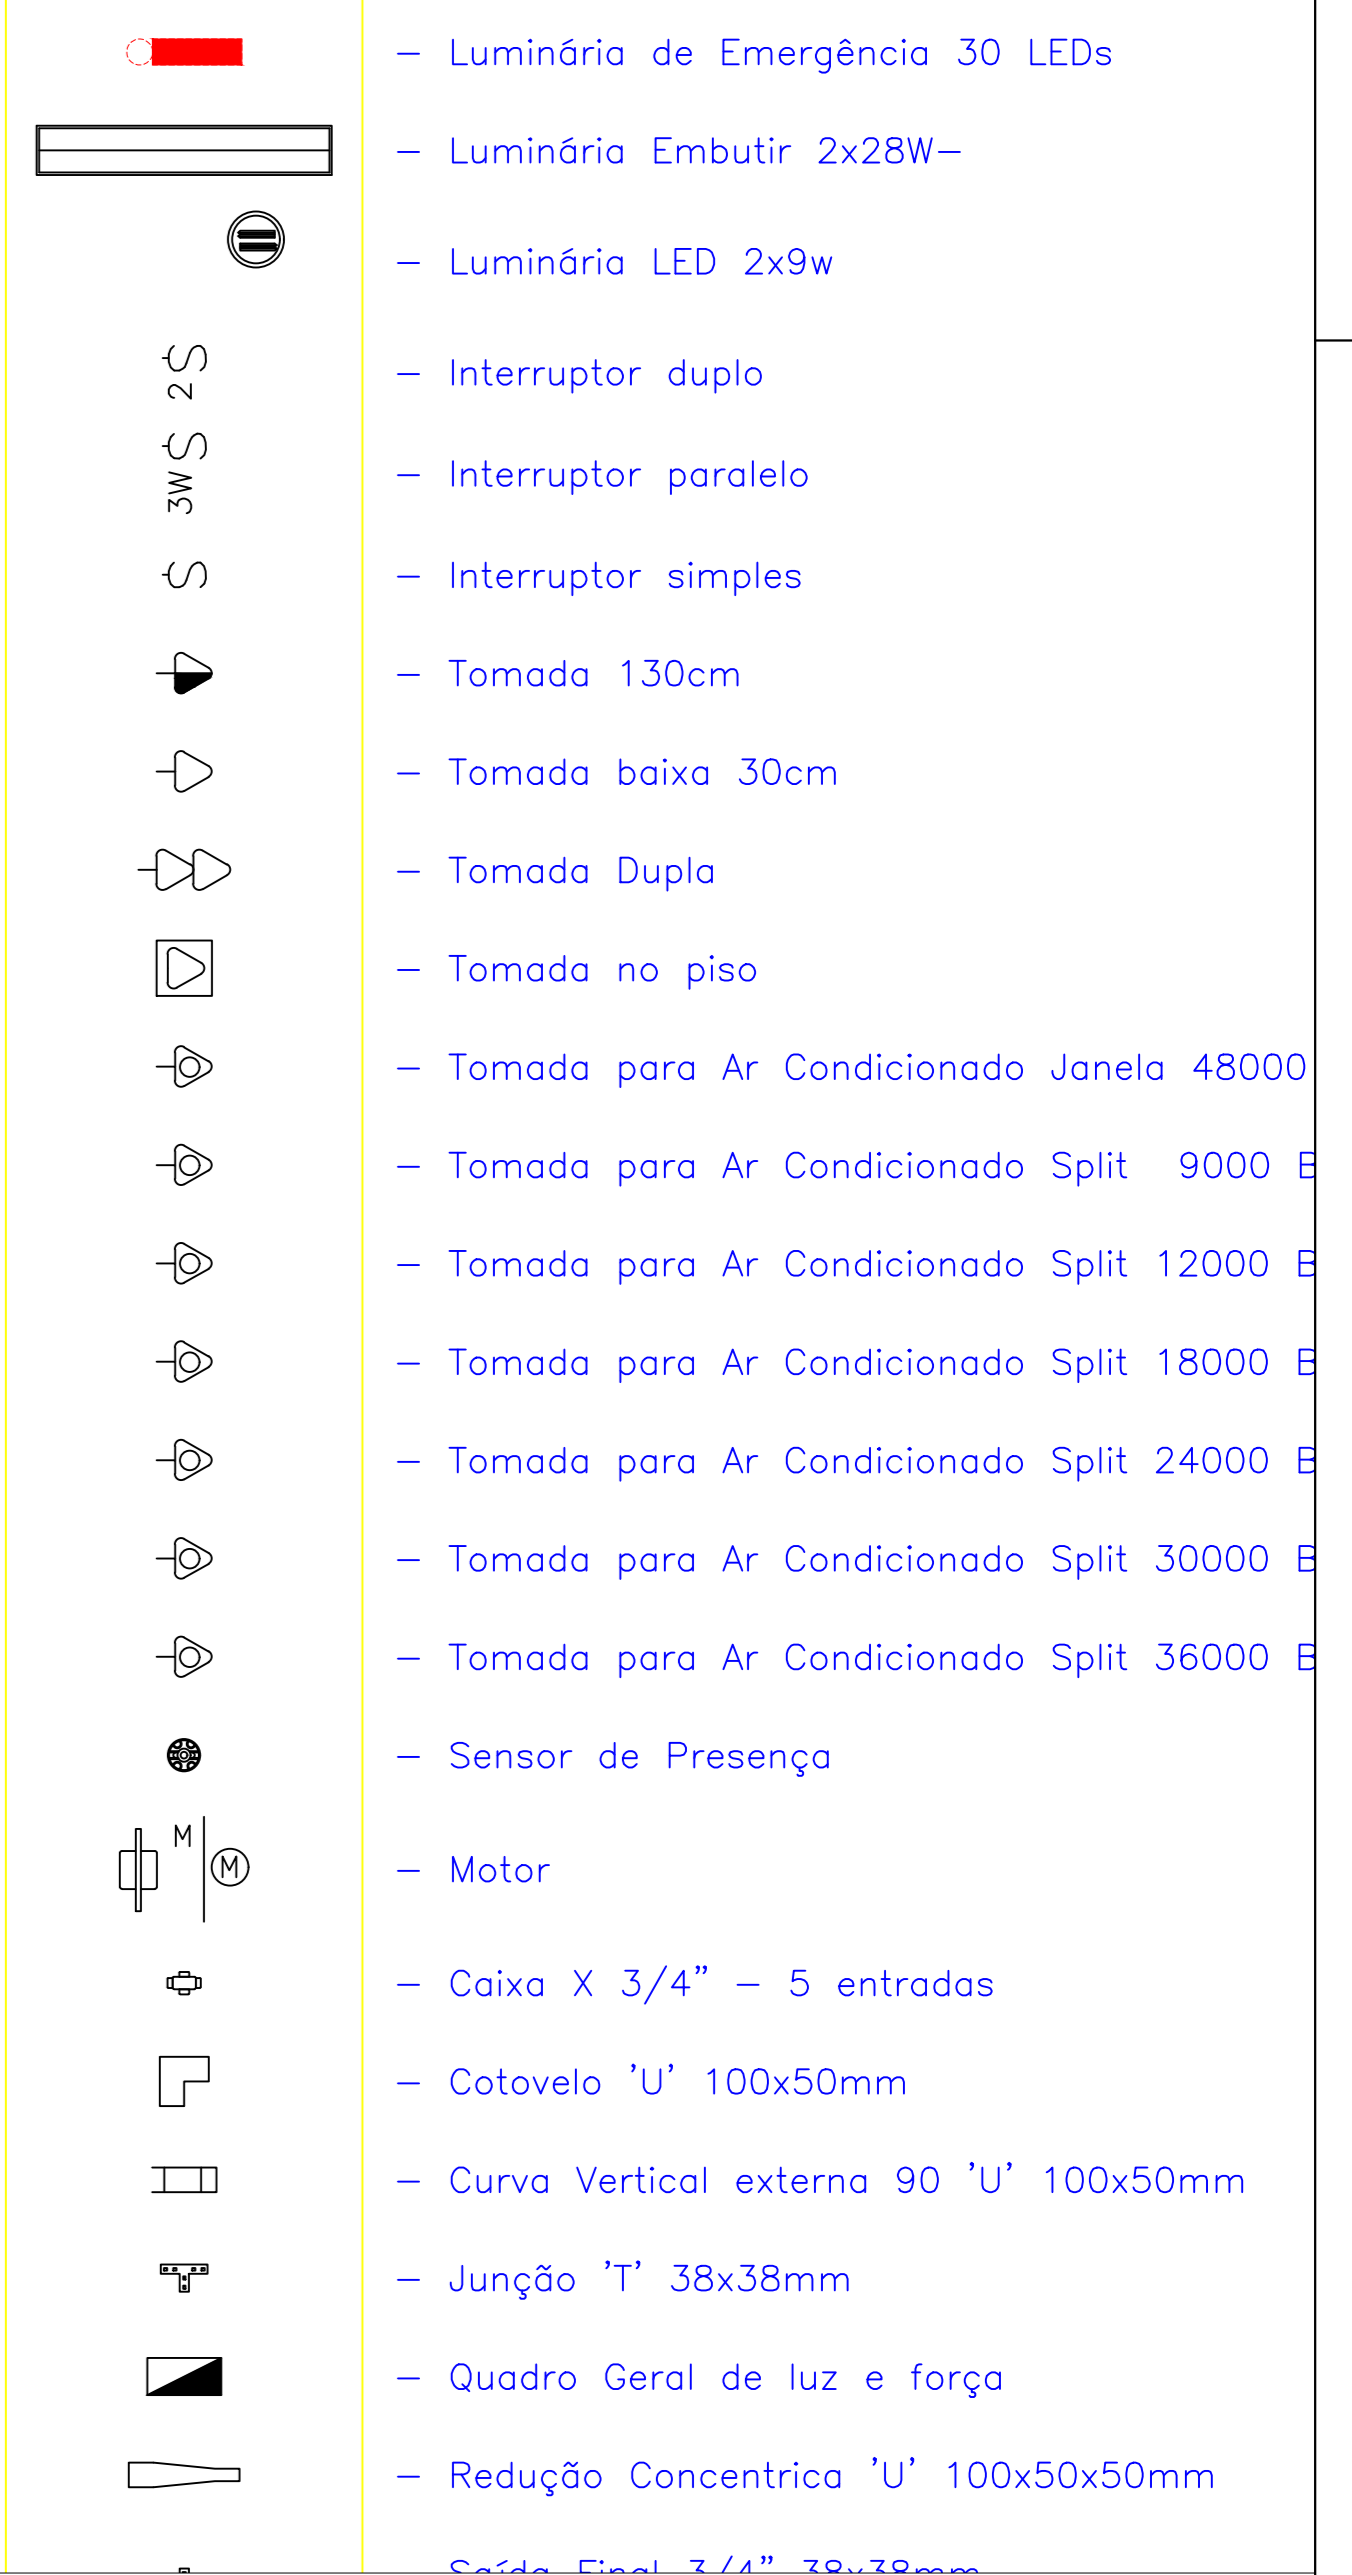 - Luminária de Emergência 30 LEDs
- Luminária Embutir 2x28W-
- Luminária LED 2x9w
2 S - Interruptor duplo
3W S - Interruptor paralelo
S - Interruptor simples
- Tomada 130cm
- Tomada baixa 30cm
- Tomada Dupla
- Tomada no piso
- Tomada para Ar Condicionado Janela 48000
- Tomada para Ar Condicionado Split 9000 B
- Tomada para Ar Condicionado Split 12000 B
- Tomada para Ar Condicionado Split 18000 B
- Tomada para Ar Condicionado Split 24000 B
- Tomada para Ar Condicionado Split 30000 B
- Tomada para Ar Condicionado Split 36000 B
- Sensor de Presença
M M - Motor
- Caixa X 3/4" - 5 entradas
- Cotovelo 'U' 100x50mm
- Curva Vertical externa 90 'U' 100x50mm
- Junção 'T' 38x38mm
- Quadro Geral de luz e força
- Redução Concentrica 'U' 100x50x50mm
Saída Final 3/4" 38x38mm